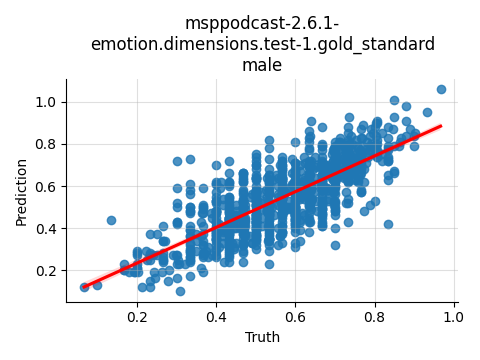 msppodcast-2.6.1-
emotion.dimensions.test-1.gold_standard
male
1.0
0.8
0.6
0.4
0.2
Prediction
0.2
0.4
0.6
0.8
1.0
Truth